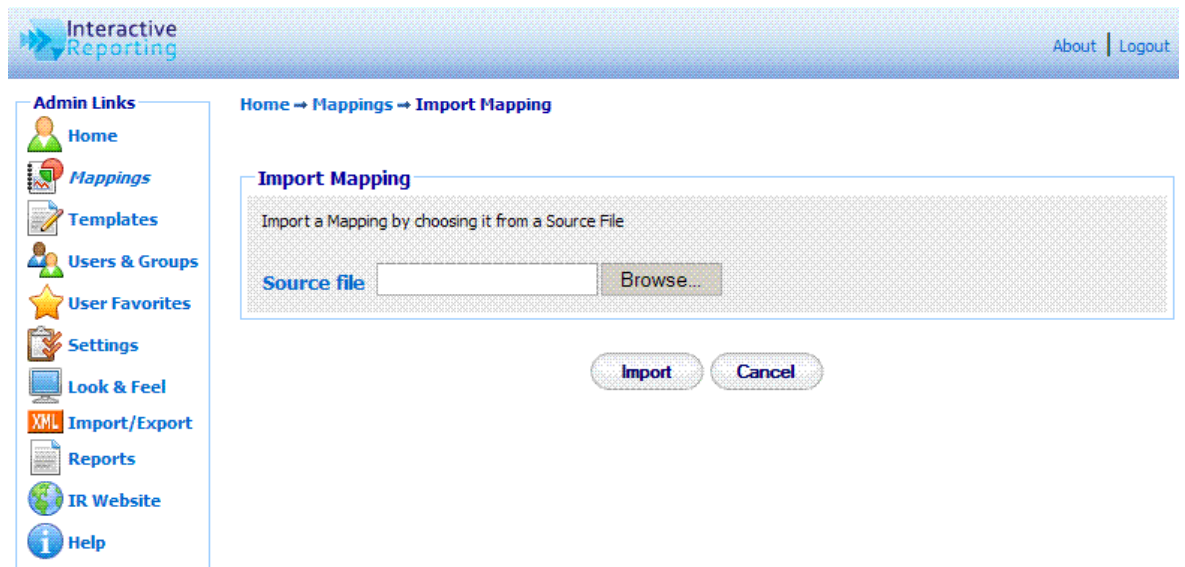 Interactive
Reporting
About | Logout
Admin Links
Home
Mappings
Templates
Users & Groups
User Favorites
Settings
Look & Feel
XML Import/Export
Reports
IR Website
Help
Home → Mappings → Import Mapping
Import Mapping
Import a Mapping by choosing it from a Source File
Source file Browse...
Import Cancel